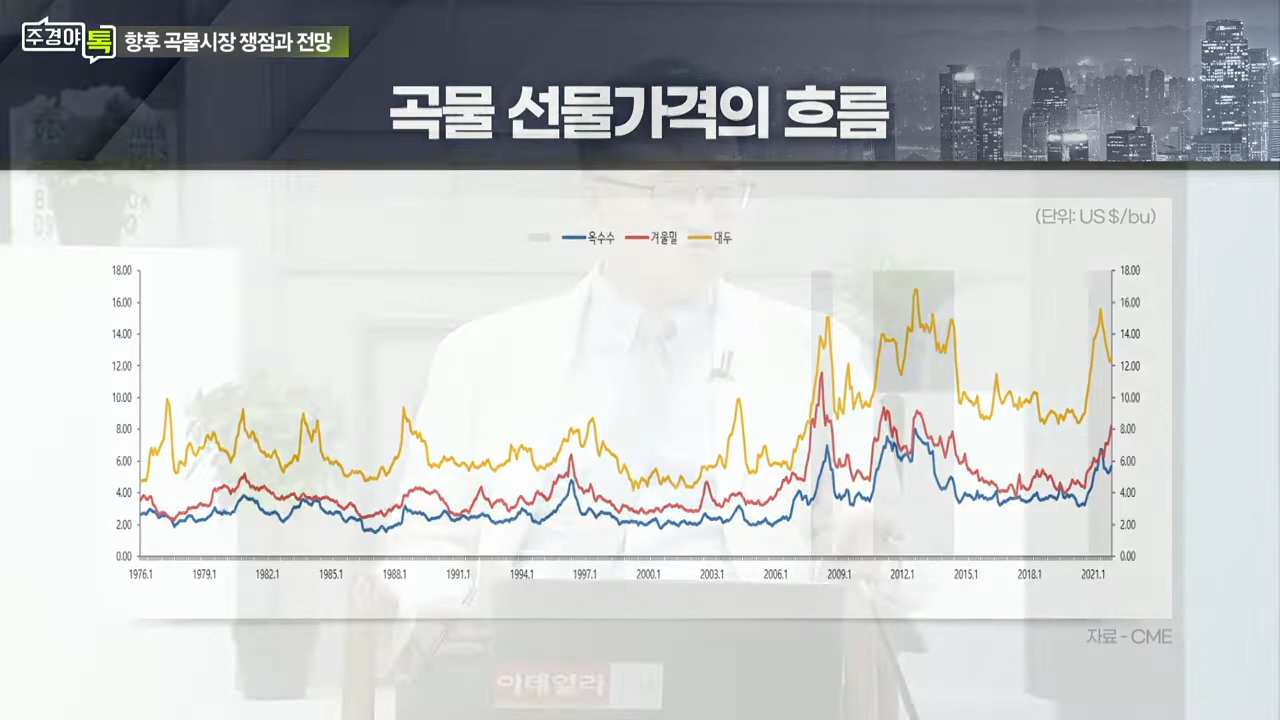 주경야톡 향후 곡물시장 쟁점과 전망
곡물 선물가격의 흐름
(단위: US $/bu)
옥수수 겨울밀 대두
18.00 18.00
16.00 16.00
14.00 14.00
12.00 12.00
10.00 10.00
8.00 8.00
6.00 6.00
4.00 4.00
2.00 2.00
0.00 0.00
1976.1 1979.1 1982.1 1985.1 1988.1 1991.1 1994.1 1997.1 2000.1 2003.1 2006.1 2009.1 2012.1 2015.1 2018.1 2021.1
자료 - CME
이데일리